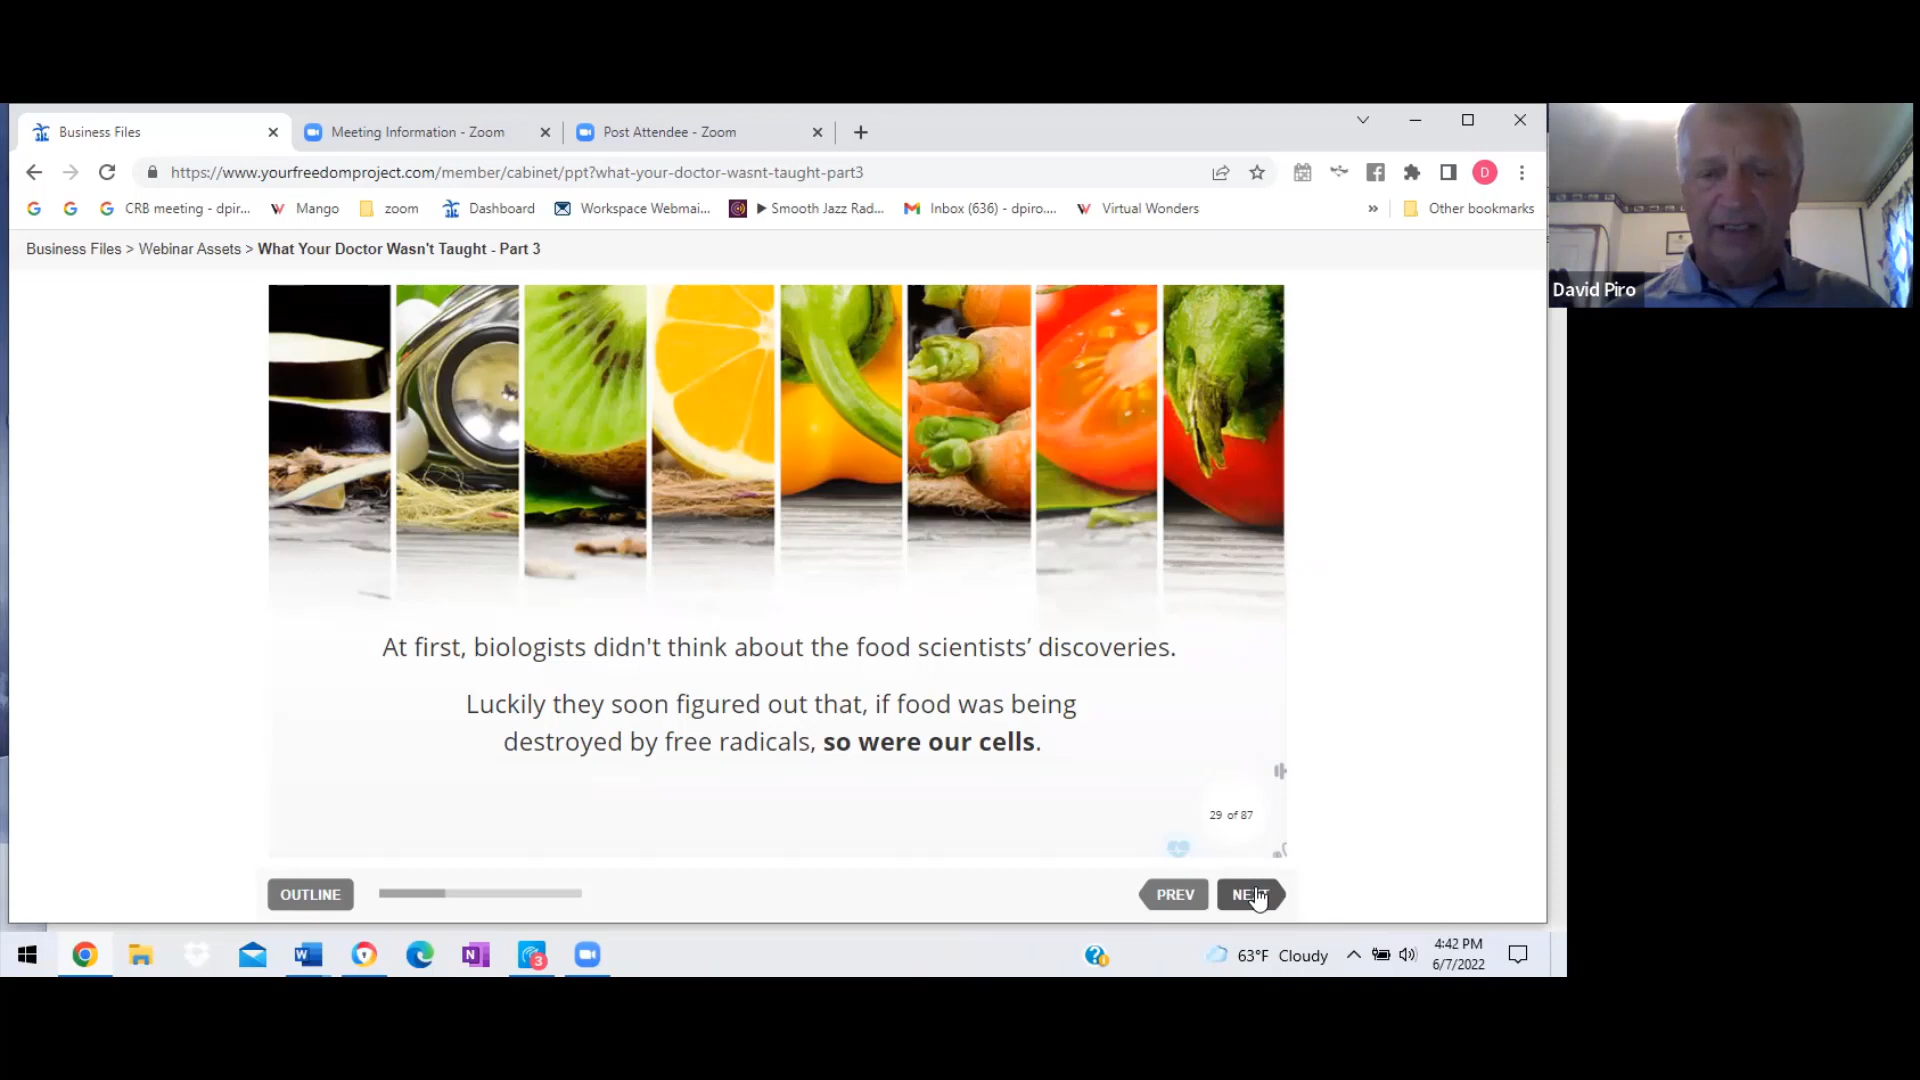 Business Files
Meeting Information - Zoom
Post Attendee - Zoom
https://www.yourfreedomproject.com/member/cabinet/ppt?what-your-doctor-wasnt-taught-part3
D
CRB meeting - dpir...
Mango
zoom
Dashboard
Workspace Webmai...
▶ Smooth Jazz Rad...
Inbox (636) - dpiro....
Virtual Wonders
»
Other bookmarks
Business Files > Webinar Assets > What Your Doctor Wasn't Taught - Part 3
David Piro
At first, biologists didn't think about the food scientists’ discoveries.
Luckily they soon figured out that, if food was being
destroyed by free radicals, so were our cells.
29 of 87
OUTLINE
PREV
NEXT
3
63°F Cloudy
4:42 PM
6/7/2022